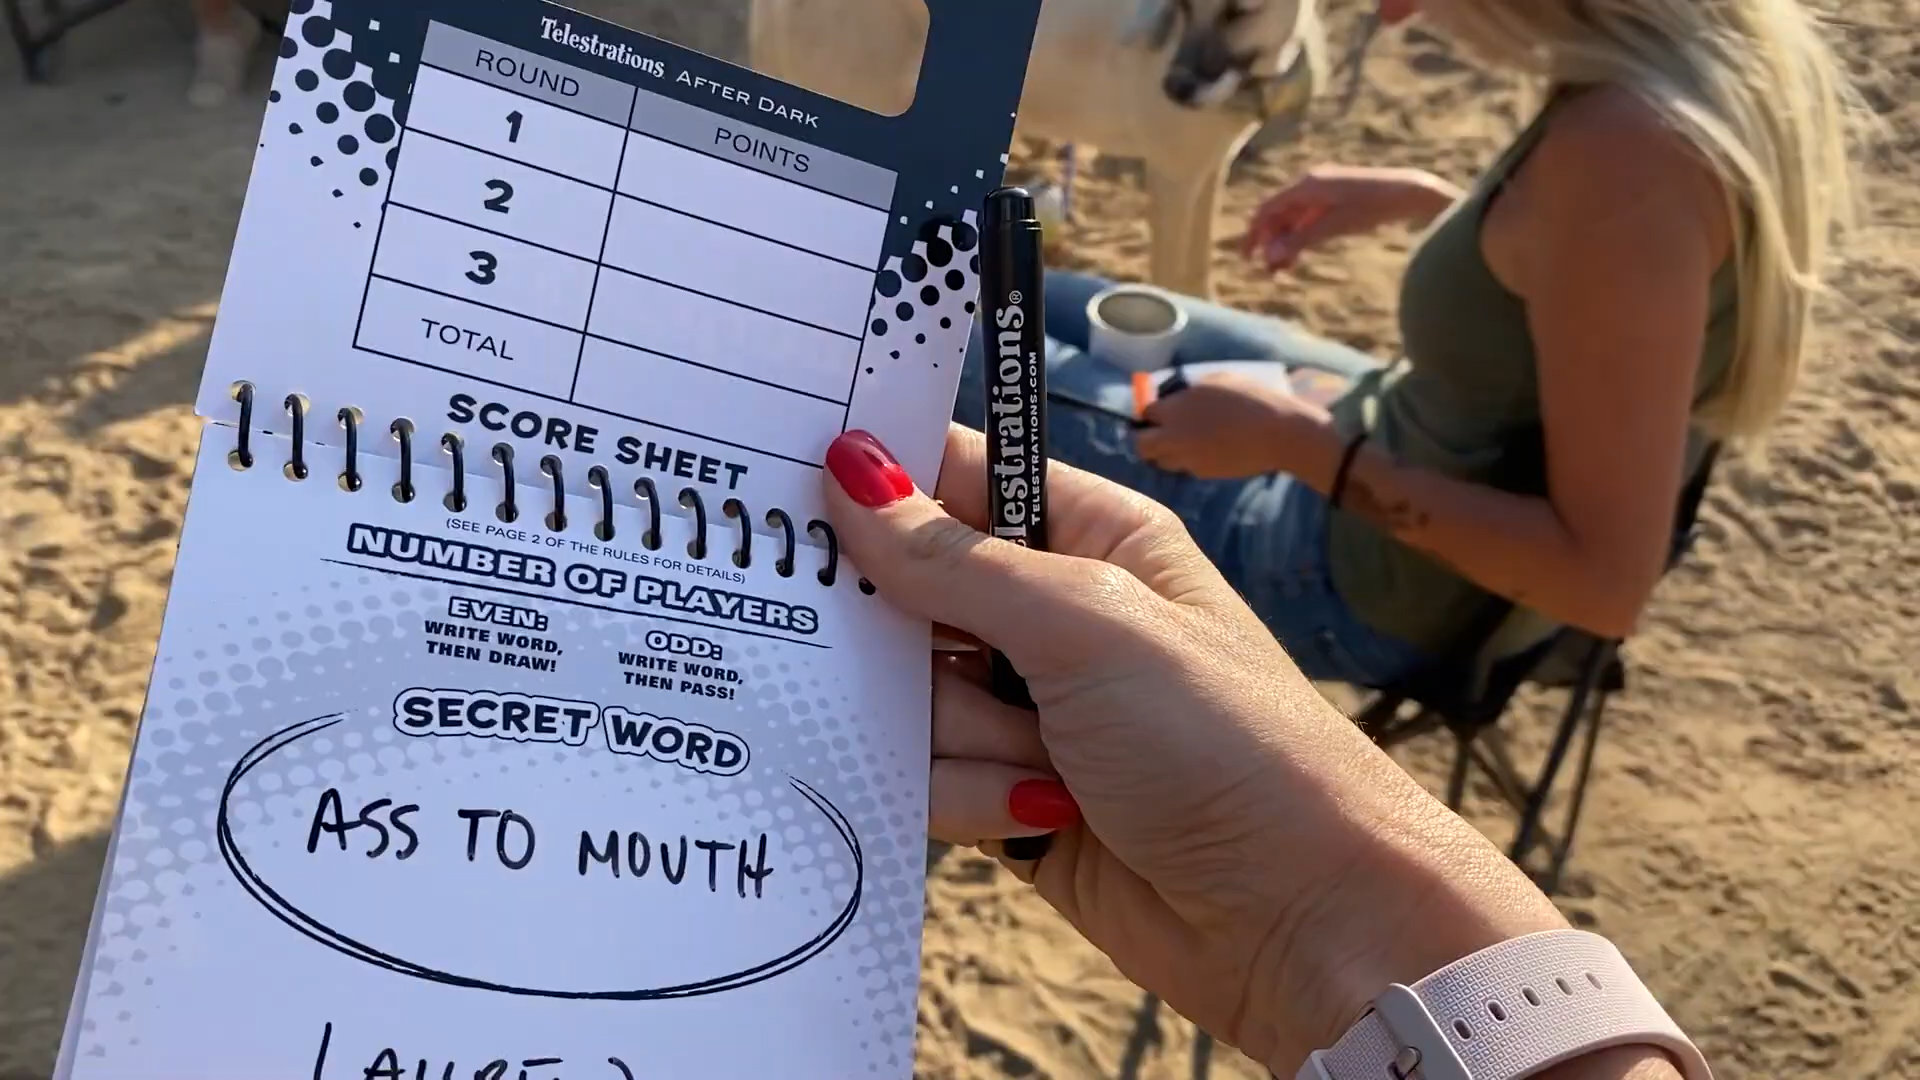 Telestrations AFTER DARK
ROUND POINTS
1
2
3
TOTAL
SCORE SHEET
(SEE PAGE 2 OF THE RULES FOR DETAILS)
NUMBER OF PLAYERS
EVEN: WRITE WORD, THEN DRAW!
ODD: WRITE WORD, THEN PASS!
SECRET WORD
ASS TO MOUTH
lestrations®
TELESTRATIONS.COM